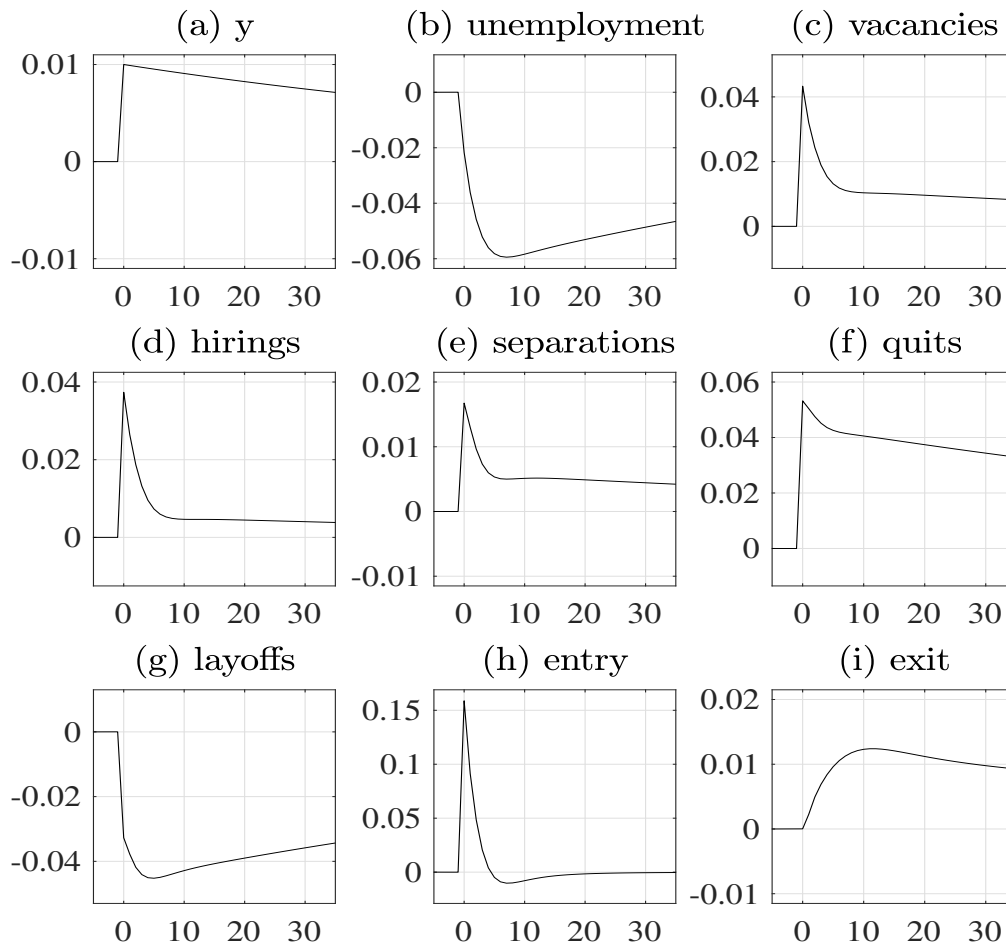 (a) y
(b) unemployment
(c) vacancies
0.01
0
-0.01
0 10 20 30
0
-0.02
-0.04
-0.06
0 10 20 30
0.04
0.02
0
0 10 20 30
(d) hirings
(e) separations
(f) quits
0.04
0.02
0
0 10 20 30
0.02
0.01
0
-0.01
0 10 20 30
0.06
0.04
0.02
0
0 10 20 30
(g) layoffs
(h) entry
(i) exit
0
-0.02
-0.04
0 10 20 30
0.15
0.1
0.05
0
0 10 20 30
0.02
0.01
0
-0.01
0 10 20 30